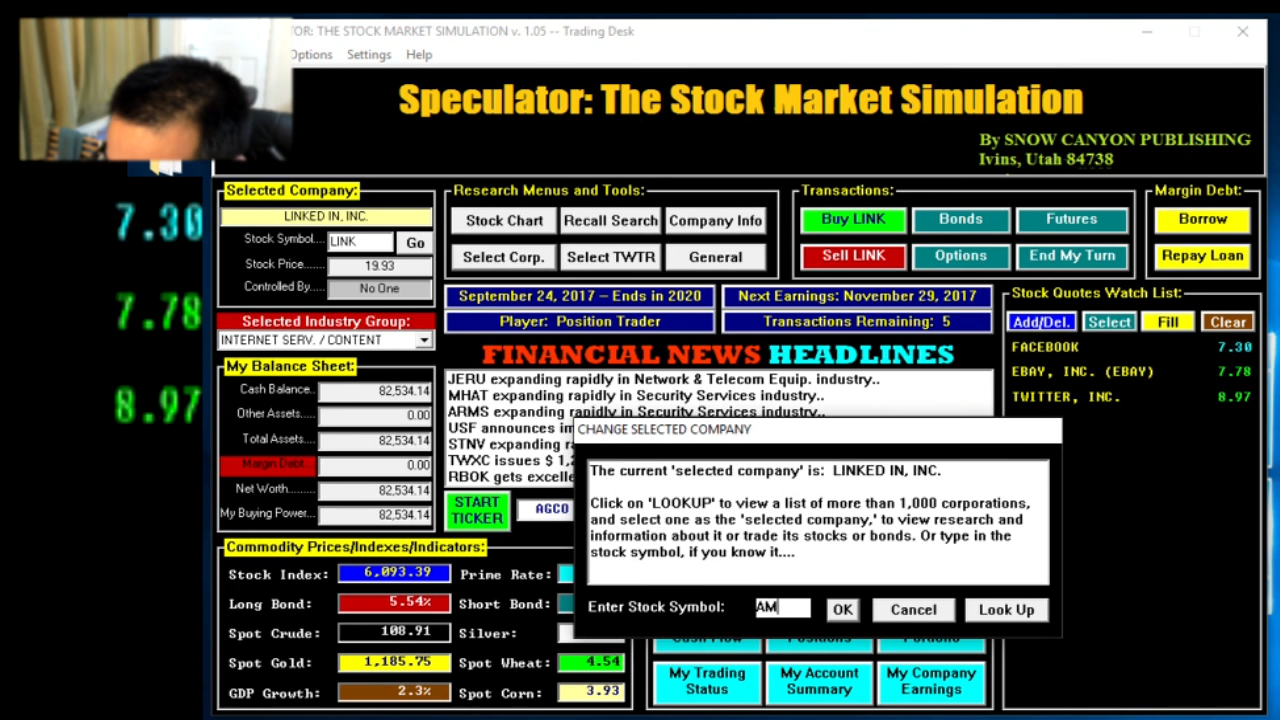 OR: THE STOCK MARKET SIMULATION v. 1.05 -- Trading Desk
Options Settings Help
Speculator: The Stock Market Simulation
By SNOW CANYON PUBLISHING
Ivins, Utah 84738
7.30
7.78
8.97
Selected Company:
LINKED IN, INC.
Stock Symbol.... LINK Go
Stock Price....... 19.93
Controlled By..... No One
Selected Industry Group:
INTERNET SERV. / CONTENT
Research Menus and Tools:
Stock Chart Recall Search Company Info
Select Corp. Select TWTR General
Transactions:
Buy LINK Bonds Futures
Sell LINK Options End My Turn
Margin Debt:
Borrow
Repay Loan
September 24, 2017 – Ends in 2020 Next Earnings: November 29, 2017
Player: Position Trader Transactions Remaining: 5
Stock Quotes Watch List:
Add/Del. Select Fill Clear
FACEBOOK 7.30
EBAY, INC. (EBAY) 7.78
TWITTER, INC. 8.97
My Balance Sheet:
Cash Balance.. 82,534.14
Other Assets.... 0.00
Total Assets.... 82,534.14
Margin Debt.. 0.00
Net Worth........ 82,534.14
My Buying Power.. 82,534.14
FINANCIAL NEWS HEADLINES
JERU expanding rapidly in Network & Telecom Equip. industry..
MHAT expanding rapidly in Security Services industry..
ARMS expanding rapidly in Security Services industry..
USF announces im
STNV expanding ra
TWXC issues $ 1,2
RBOK gets excelle
START TICKER AGCO
CHANGE SELECTED COMPANY
The current 'selected company' is: LINKED IN, INC.
Click on 'LOOKUP' to view a list of more than 1,000 corporations,
and select one as the 'selected company,' to view research and
information about it or trade its stocks or bonds. Or type in the
stock symbol, if you know it....
Enter Stock Symbol: AM OK Cancel Look Up
Commodity Prices/Indexes/Indicators:
Stock Index: 6,093.39 Prime Rate:
Long Bond: 5.54% Short Bond:
Spot Crude: 108.91 Silver:
Spot Gold: 1,185.75 Spot Wheat: 4.54
GDP Growth: 2.3% Spot Corn: 3.93
My Trading Status My Account Summary My Company Earnings